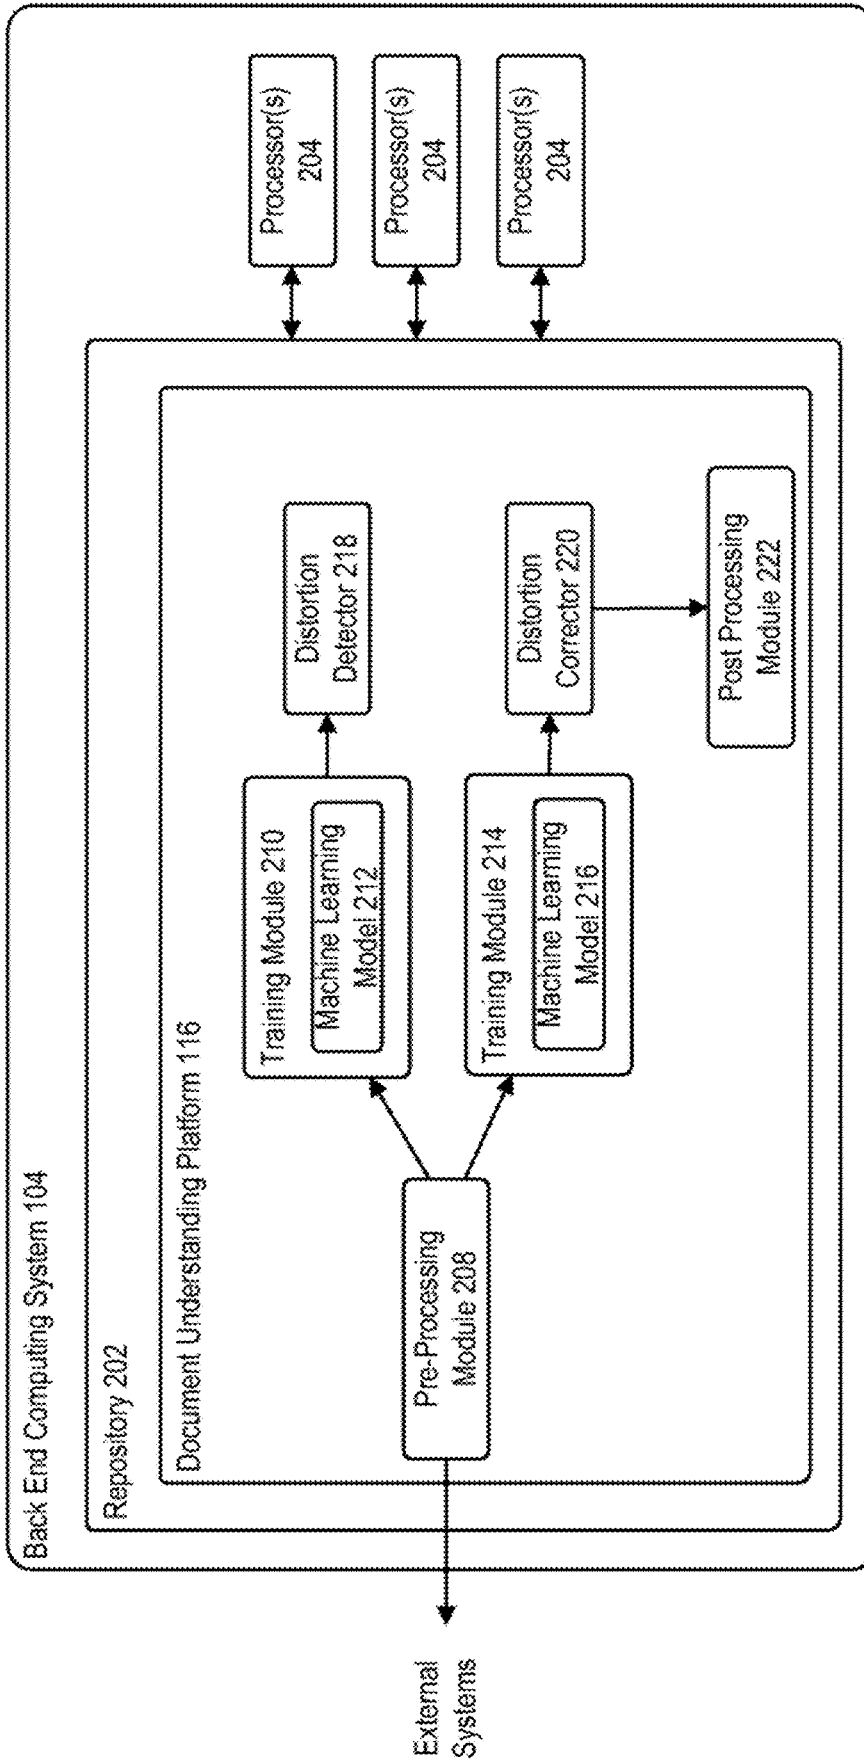 Back End Computing System 104
Repository 202
Document Understanding Platform 116
External
Systems
Pre-Processing
Module 208
Training Module 210
Machine Learning
Model 212
Distortion
Detector 218
Training Module 214
Machine Learning
Model 216
Distortion
Corrector 220
Post Processing
Module 222
Processor(s)
204
Processor(s)
204
Processor(s)
204